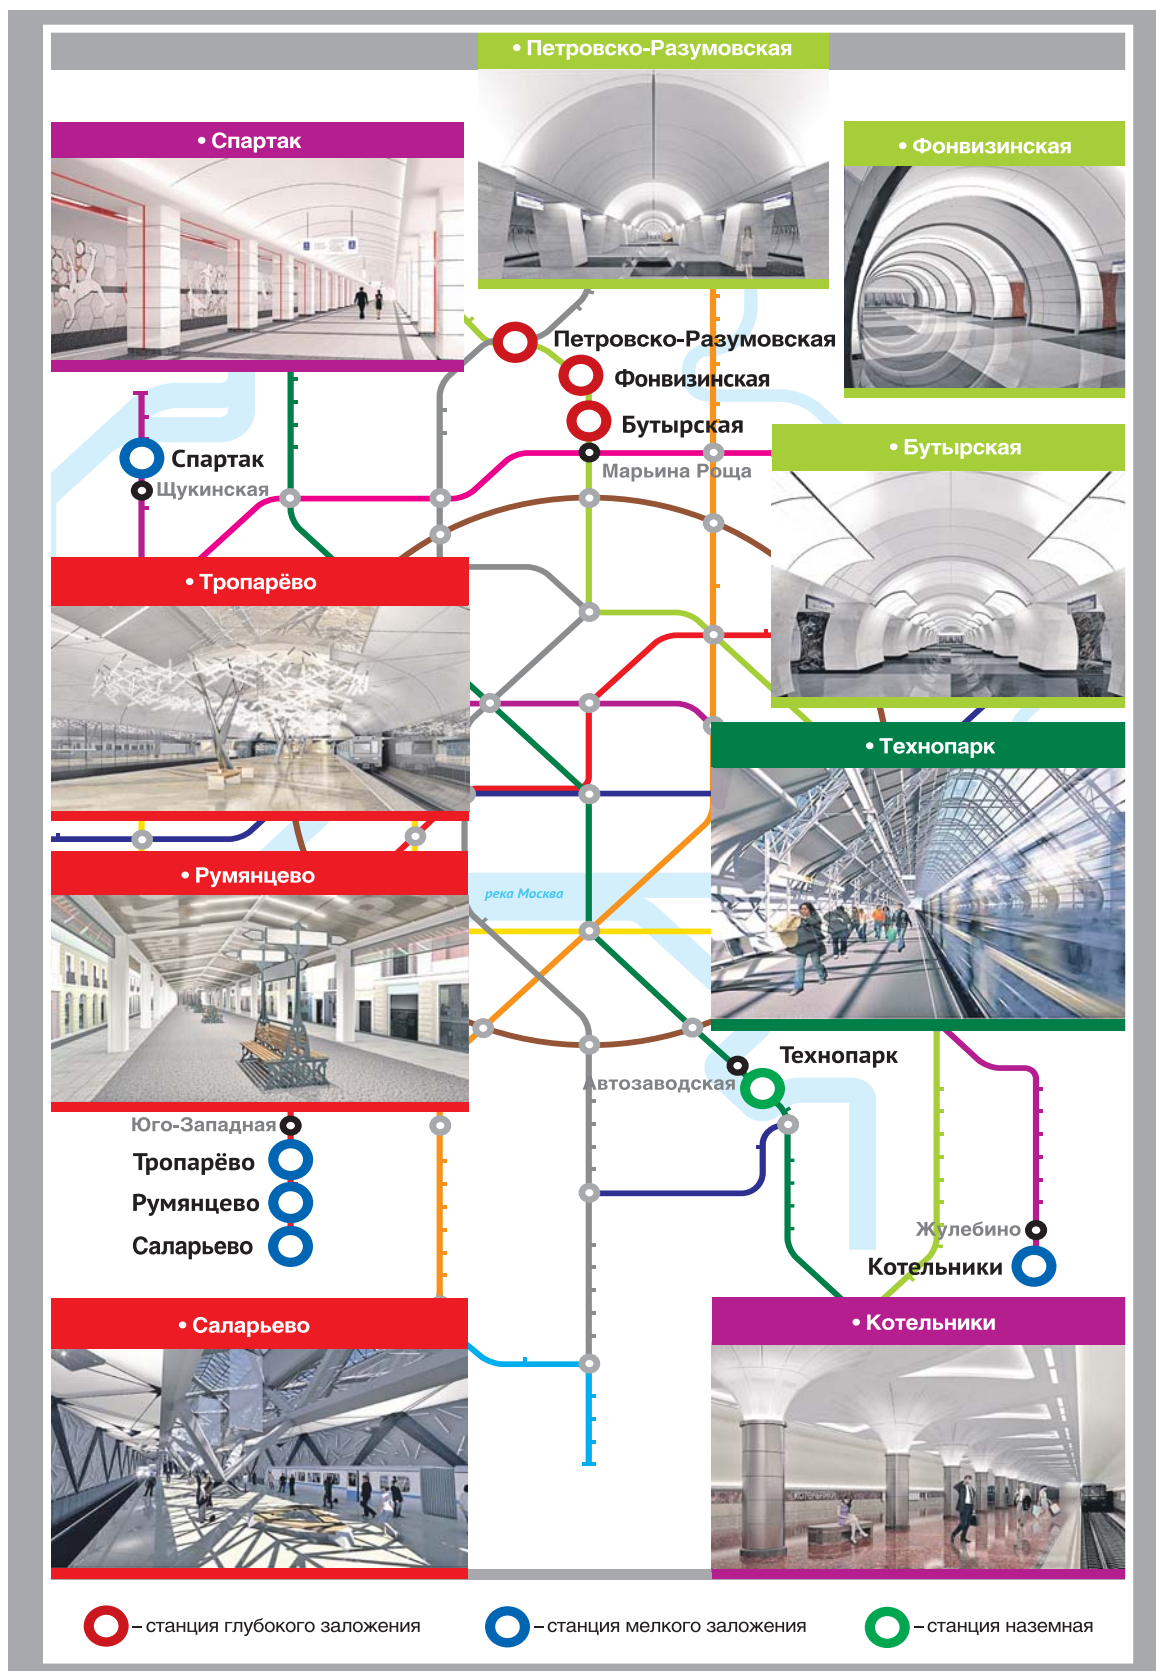 • Петровско-Разумовская
• Спартак
• Фонвизинская
Петровско-Разумовская
Фонвизинская
Бутырская
Марьина Роща
Спартак
Щукинская
• Бутырская
• Тропарёво
• Технопарк
• Румянцево
река Москва
Технопарк
Автозаводская
Юго-Западная
Тропарёво
Румянцево
Саларьево
Жулебино
Котельники
• Саларьево
• Котельники
КОТЕЛЬНИКИ
– станция глубокого заложения
– станция мелкого заложения
– станция наземная